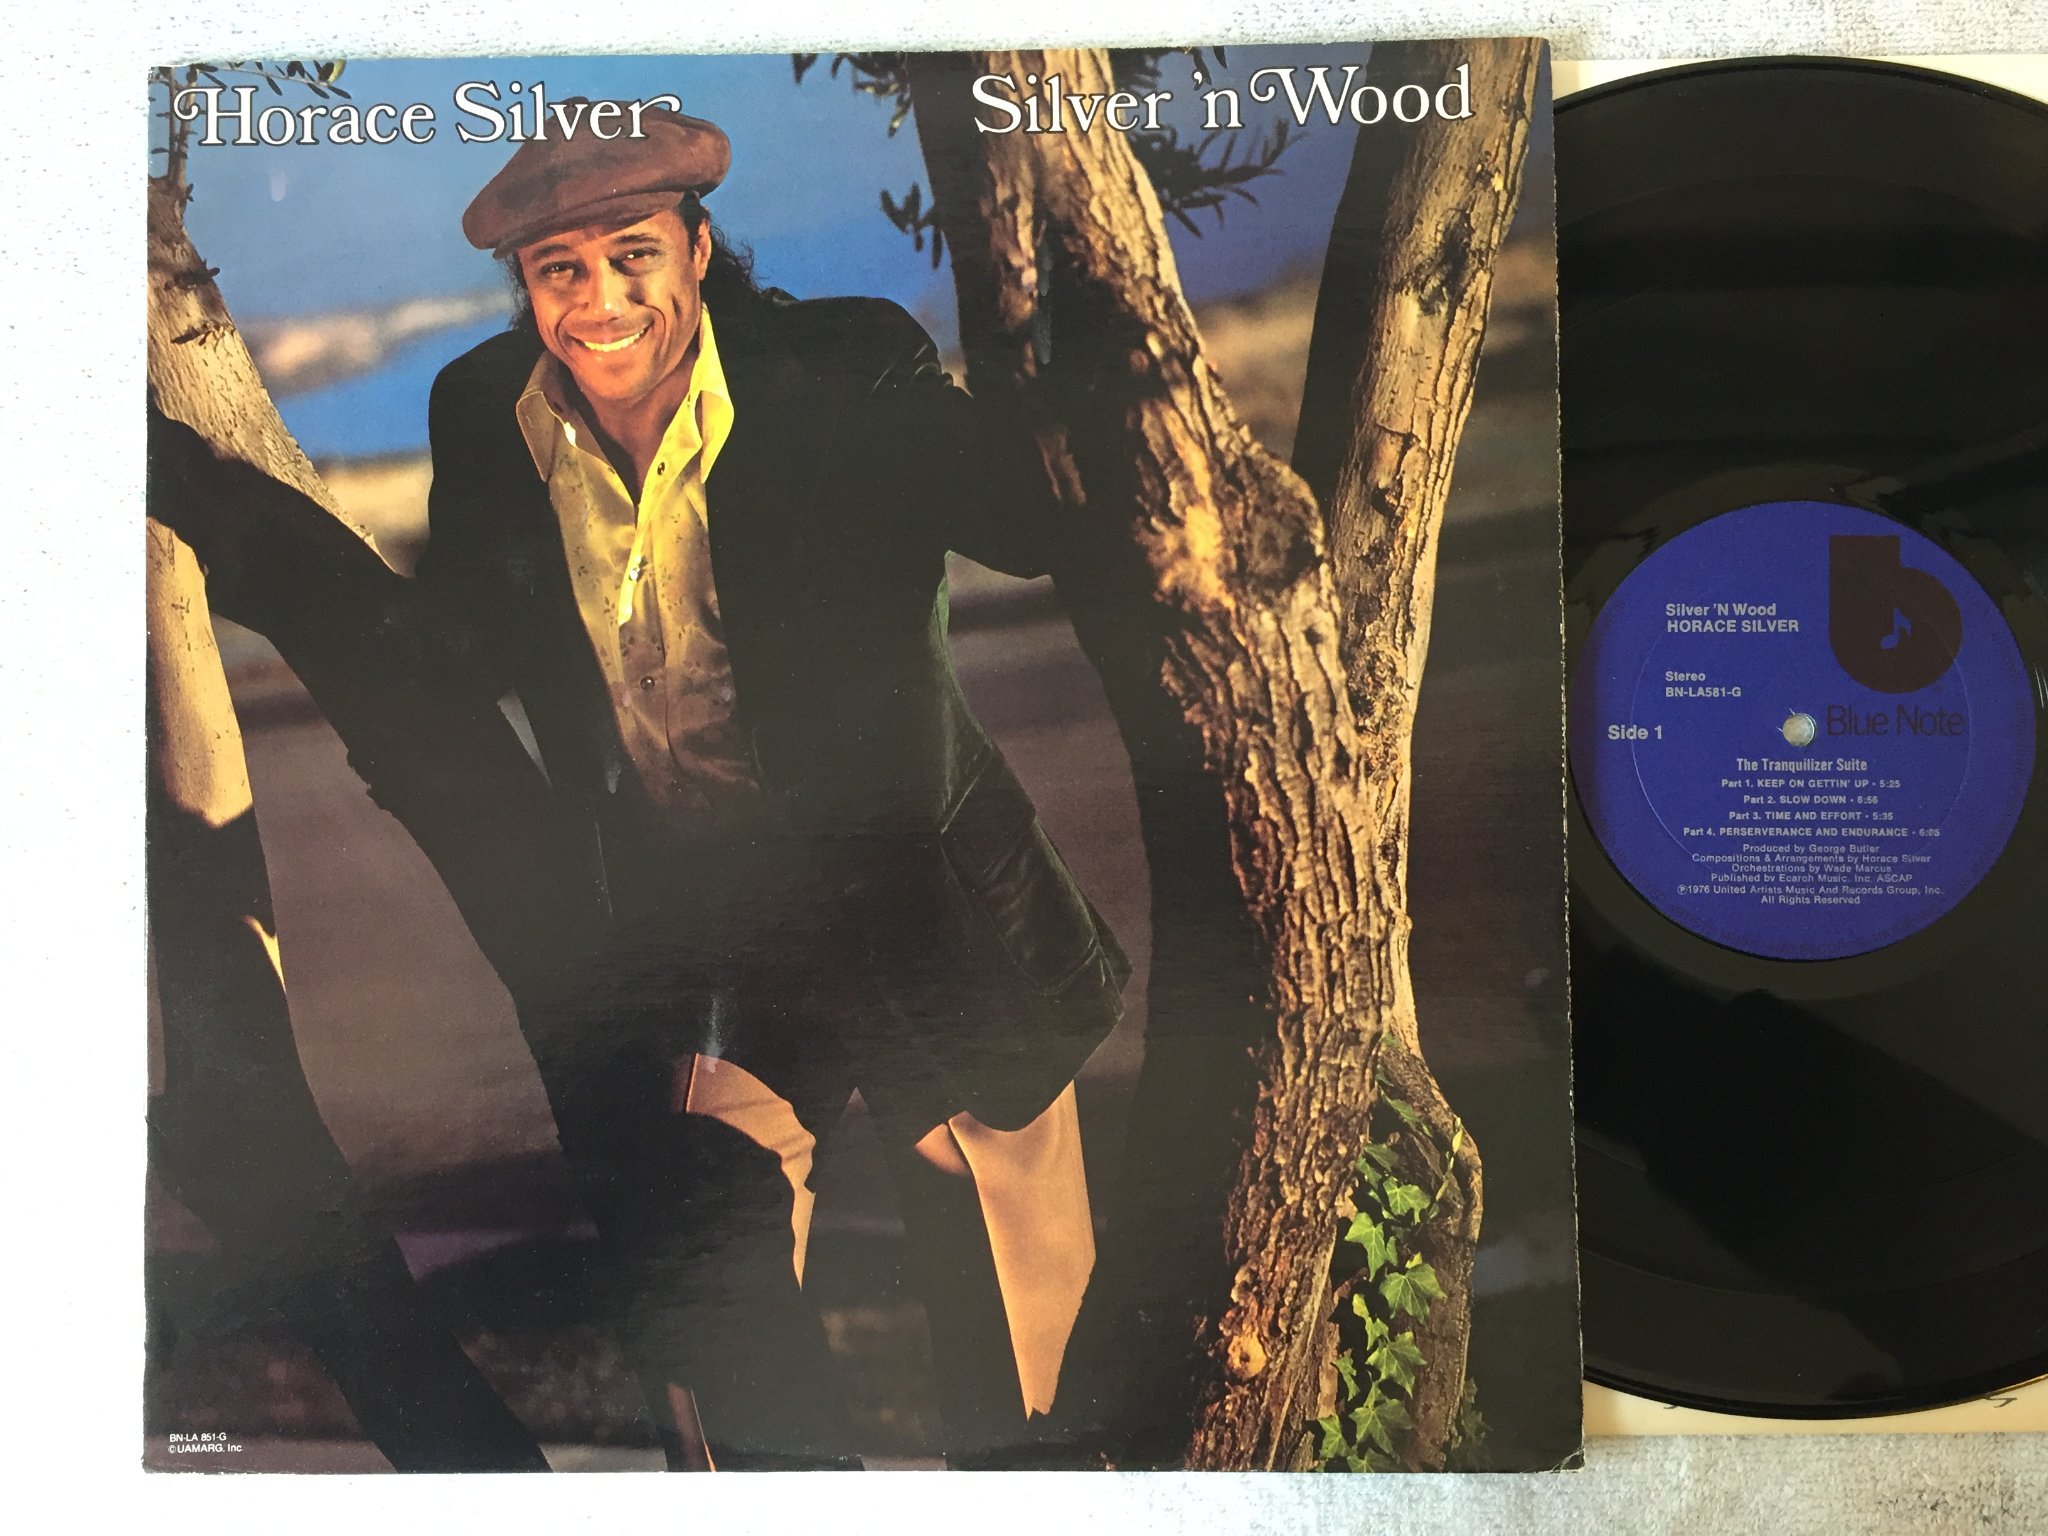 Horace Silver
Silver 'n Wood
BN-LA 851-G
©UAMARG, Inc
Silver 'N Wood
HORACE SILVER
Stereo
BN-LA581-G
Side 1
Blue Note
The Tranquilizer Suite
Part 1. KEEP ON GETTIN' UP • 5:25
Part 2. SLOW DOWN • 6:56
Part 3. TIME AND EFFORT • 5:35
Part 4. PERSERVERANCE AND ENDURANCE • 6:05
Produced by George Butler
Compositions & Arrangements by Horace Silver
Orchestrations by Wade Marcus
Published by Ecarch Music, Inc. ASCAP
℗1976 United Artists Music And Records Group, Inc.
All Rights Reserved